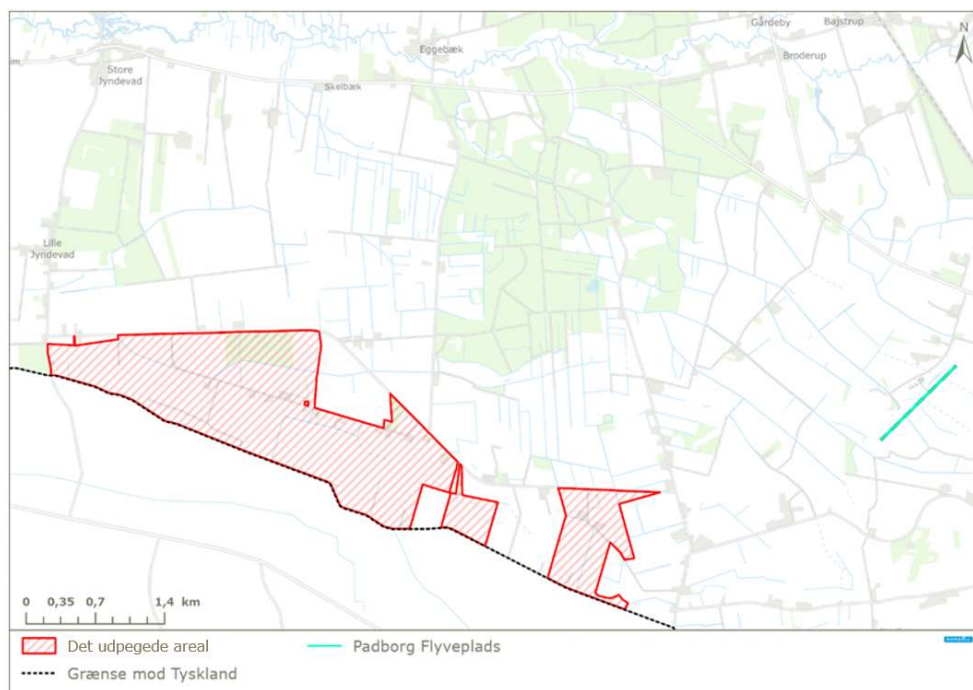 Gårdeby
Bajstrup
N
Eggebæk
Broderup
Store
Jyndevad
Skelbæk
Lille
Jyndevad
0 0,35 0,7 1,4 km
Det udpegede areal
Padborg Flyveplads
Grænse mod Tyskland